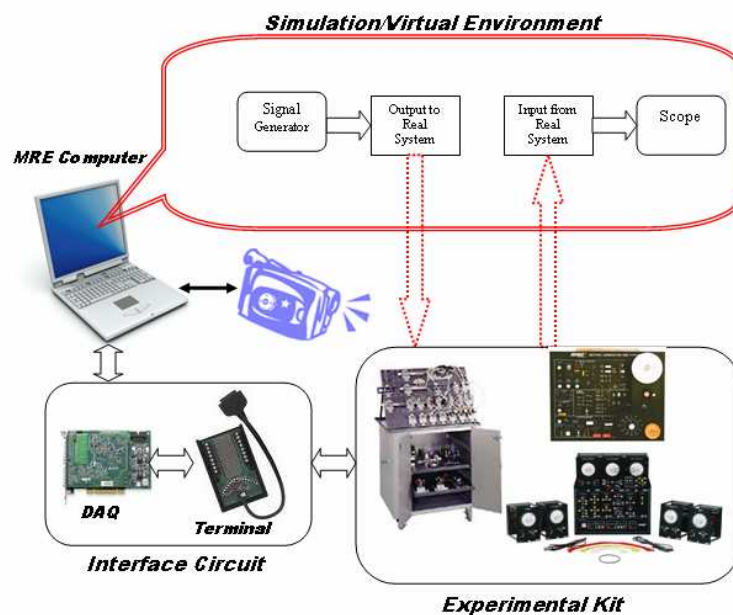 Simulation/Virtual Environment
Signal
Generator
Output to
Real
System
Input from
Real
System
Scope
MRE Computer
DAQ
Terminal
Interface Circuit
Experimental Kit